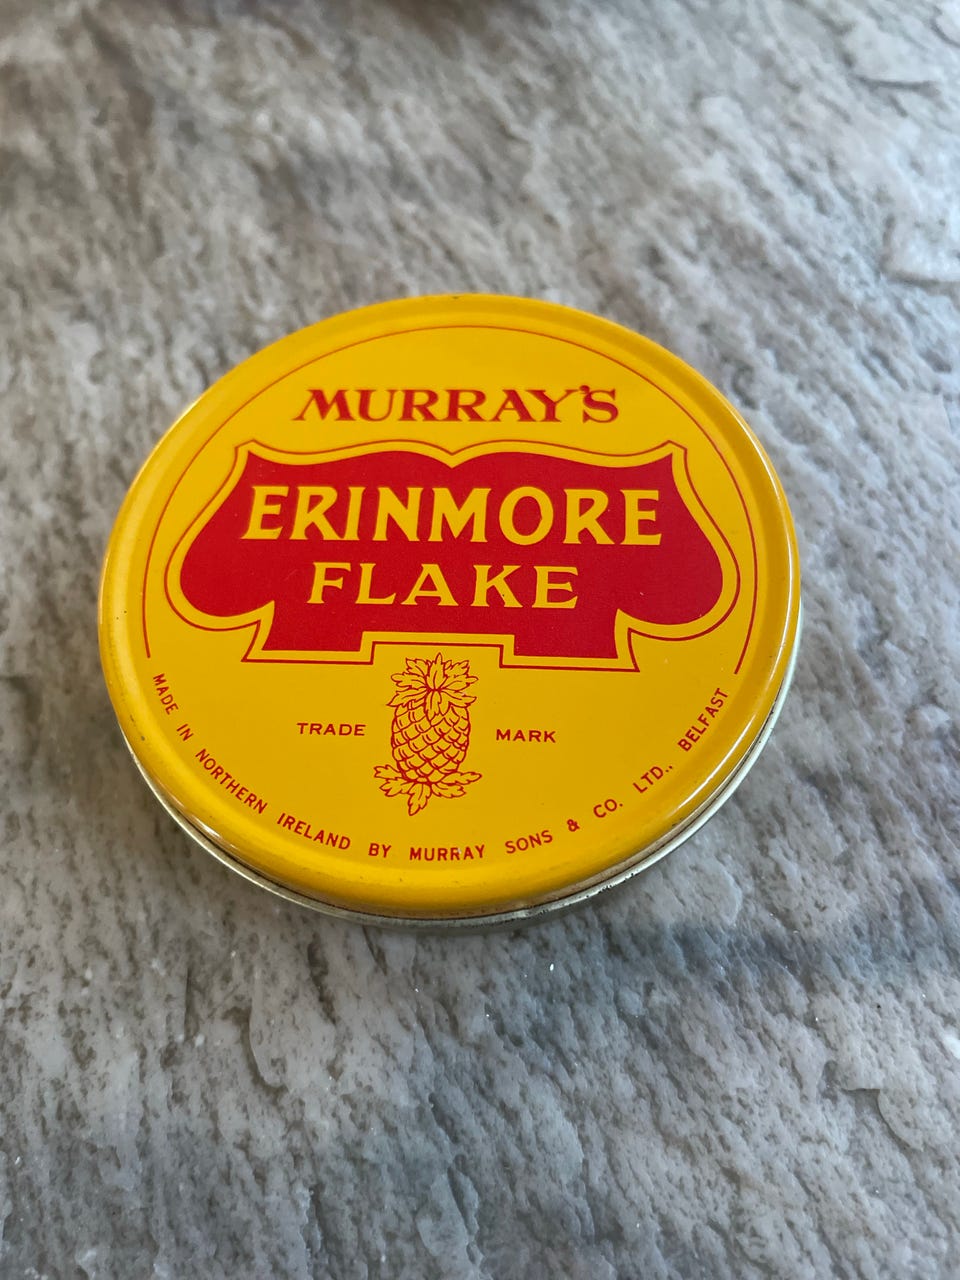 MURRAY'S
ERINMORE
FLAKE
TRADE MARK
MADE IN NORTHERN IRELAND BY MURRAY SONS & CO. LTD., BELFAST